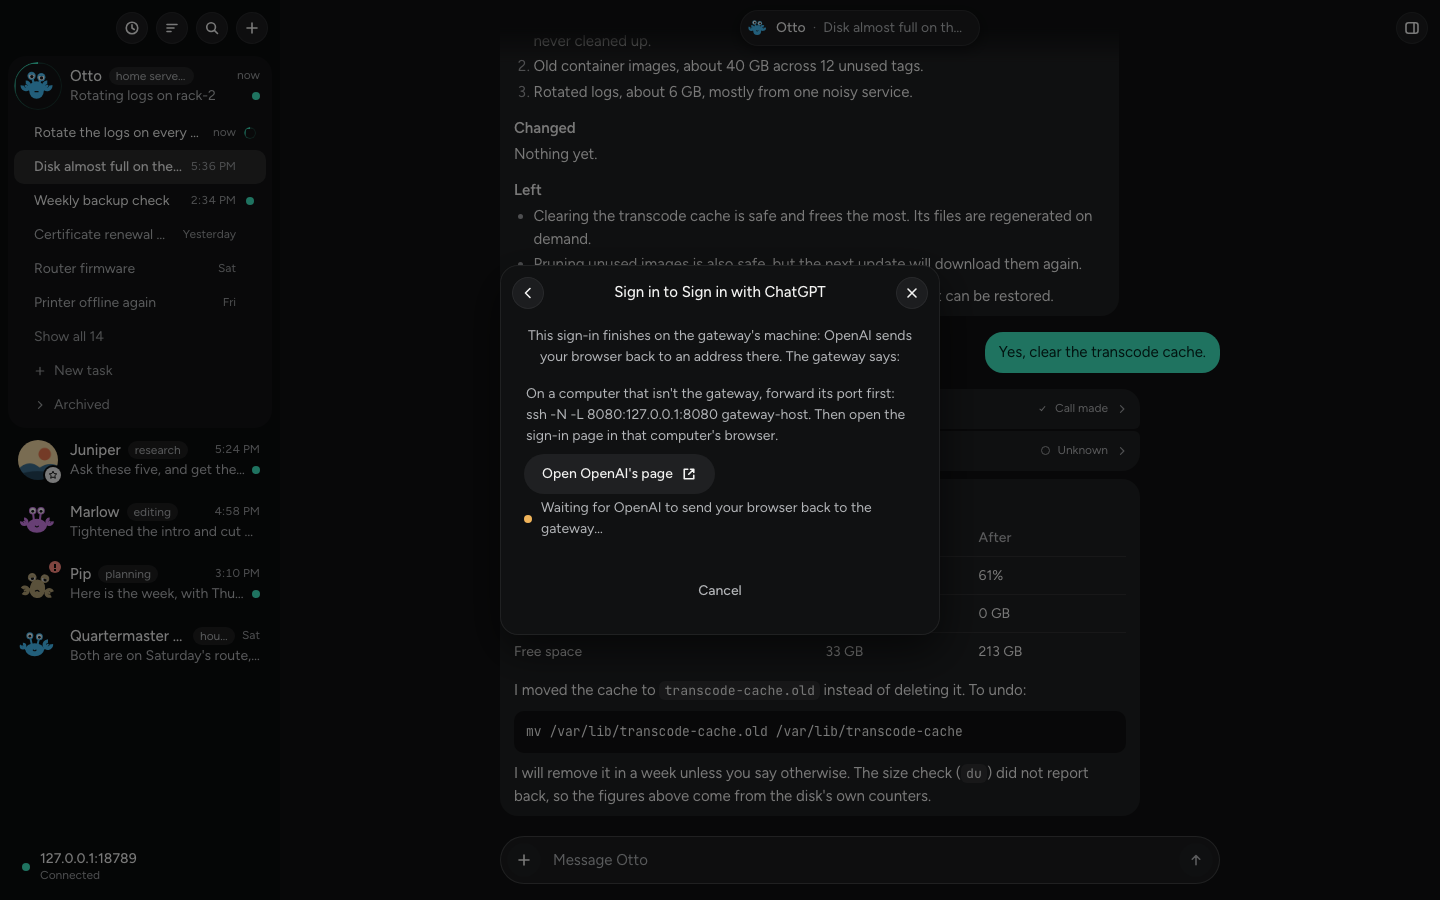 Otto · Disk almost full on th...
Otto home serve... now
Rotating logs on rack-2
Rotate the logs on every ... now
Disk almost full on the... 5:36 PM
Weekly backup check 2:34 PM
Certificate renewal ... Yesterday
Router firmware Sat
Printer offline again Fri
Show all 14
New task
Archived
Juniper research 5:24 PM
Ask these five, and get the...
Marlow editing 4:58 PM
Tightened the intro and cut ...
Pip planning 3:10 PM
Here is the week, with Thu...
Quartermaster ... hou... Sat
Both are on Saturday's route,...
127.0.0.1:18789
Connected
never cleaned up.
2. Old container images, about 40 GB across 12 unused tags.
3. Rotated logs, about 6 GB, mostly from one noisy service.
Changed
Nothing yet.
Left
• Clearing the transcode cache is safe and frees the most. Its files are regenerated on
demand.
• Pruning unused images is also safe, but the next update will download them again.
can be restored.
Yes, clear the transcode cache.
Call made
Unknown
Sign in to Sign in with ChatGPT
This sign-in finishes on the gateway's machine: OpenAI sends
your browser back to an address there. The gateway says:
On a computer that isn't the gateway, forward its port first:
ssh -N -L 8080:127.0.0.1:8080 gateway-host. Then open the
sign-in page in that computer's browser.
Open OpenAI's page
Waiting for OpenAI to send your browser back to the
gateway...
Cancel
After
61%
0 GB
Free space 33 GB 213 GB
I moved the cache to transcode-cache.old instead of deleting it. To undo:
mv /var/lib/transcode-cache.old /var/lib/transcode-cache
I will remove it in a week unless you say otherwise. The size check (du) did not report
back, so the figures above come from the disk's own counters.
Message Otto